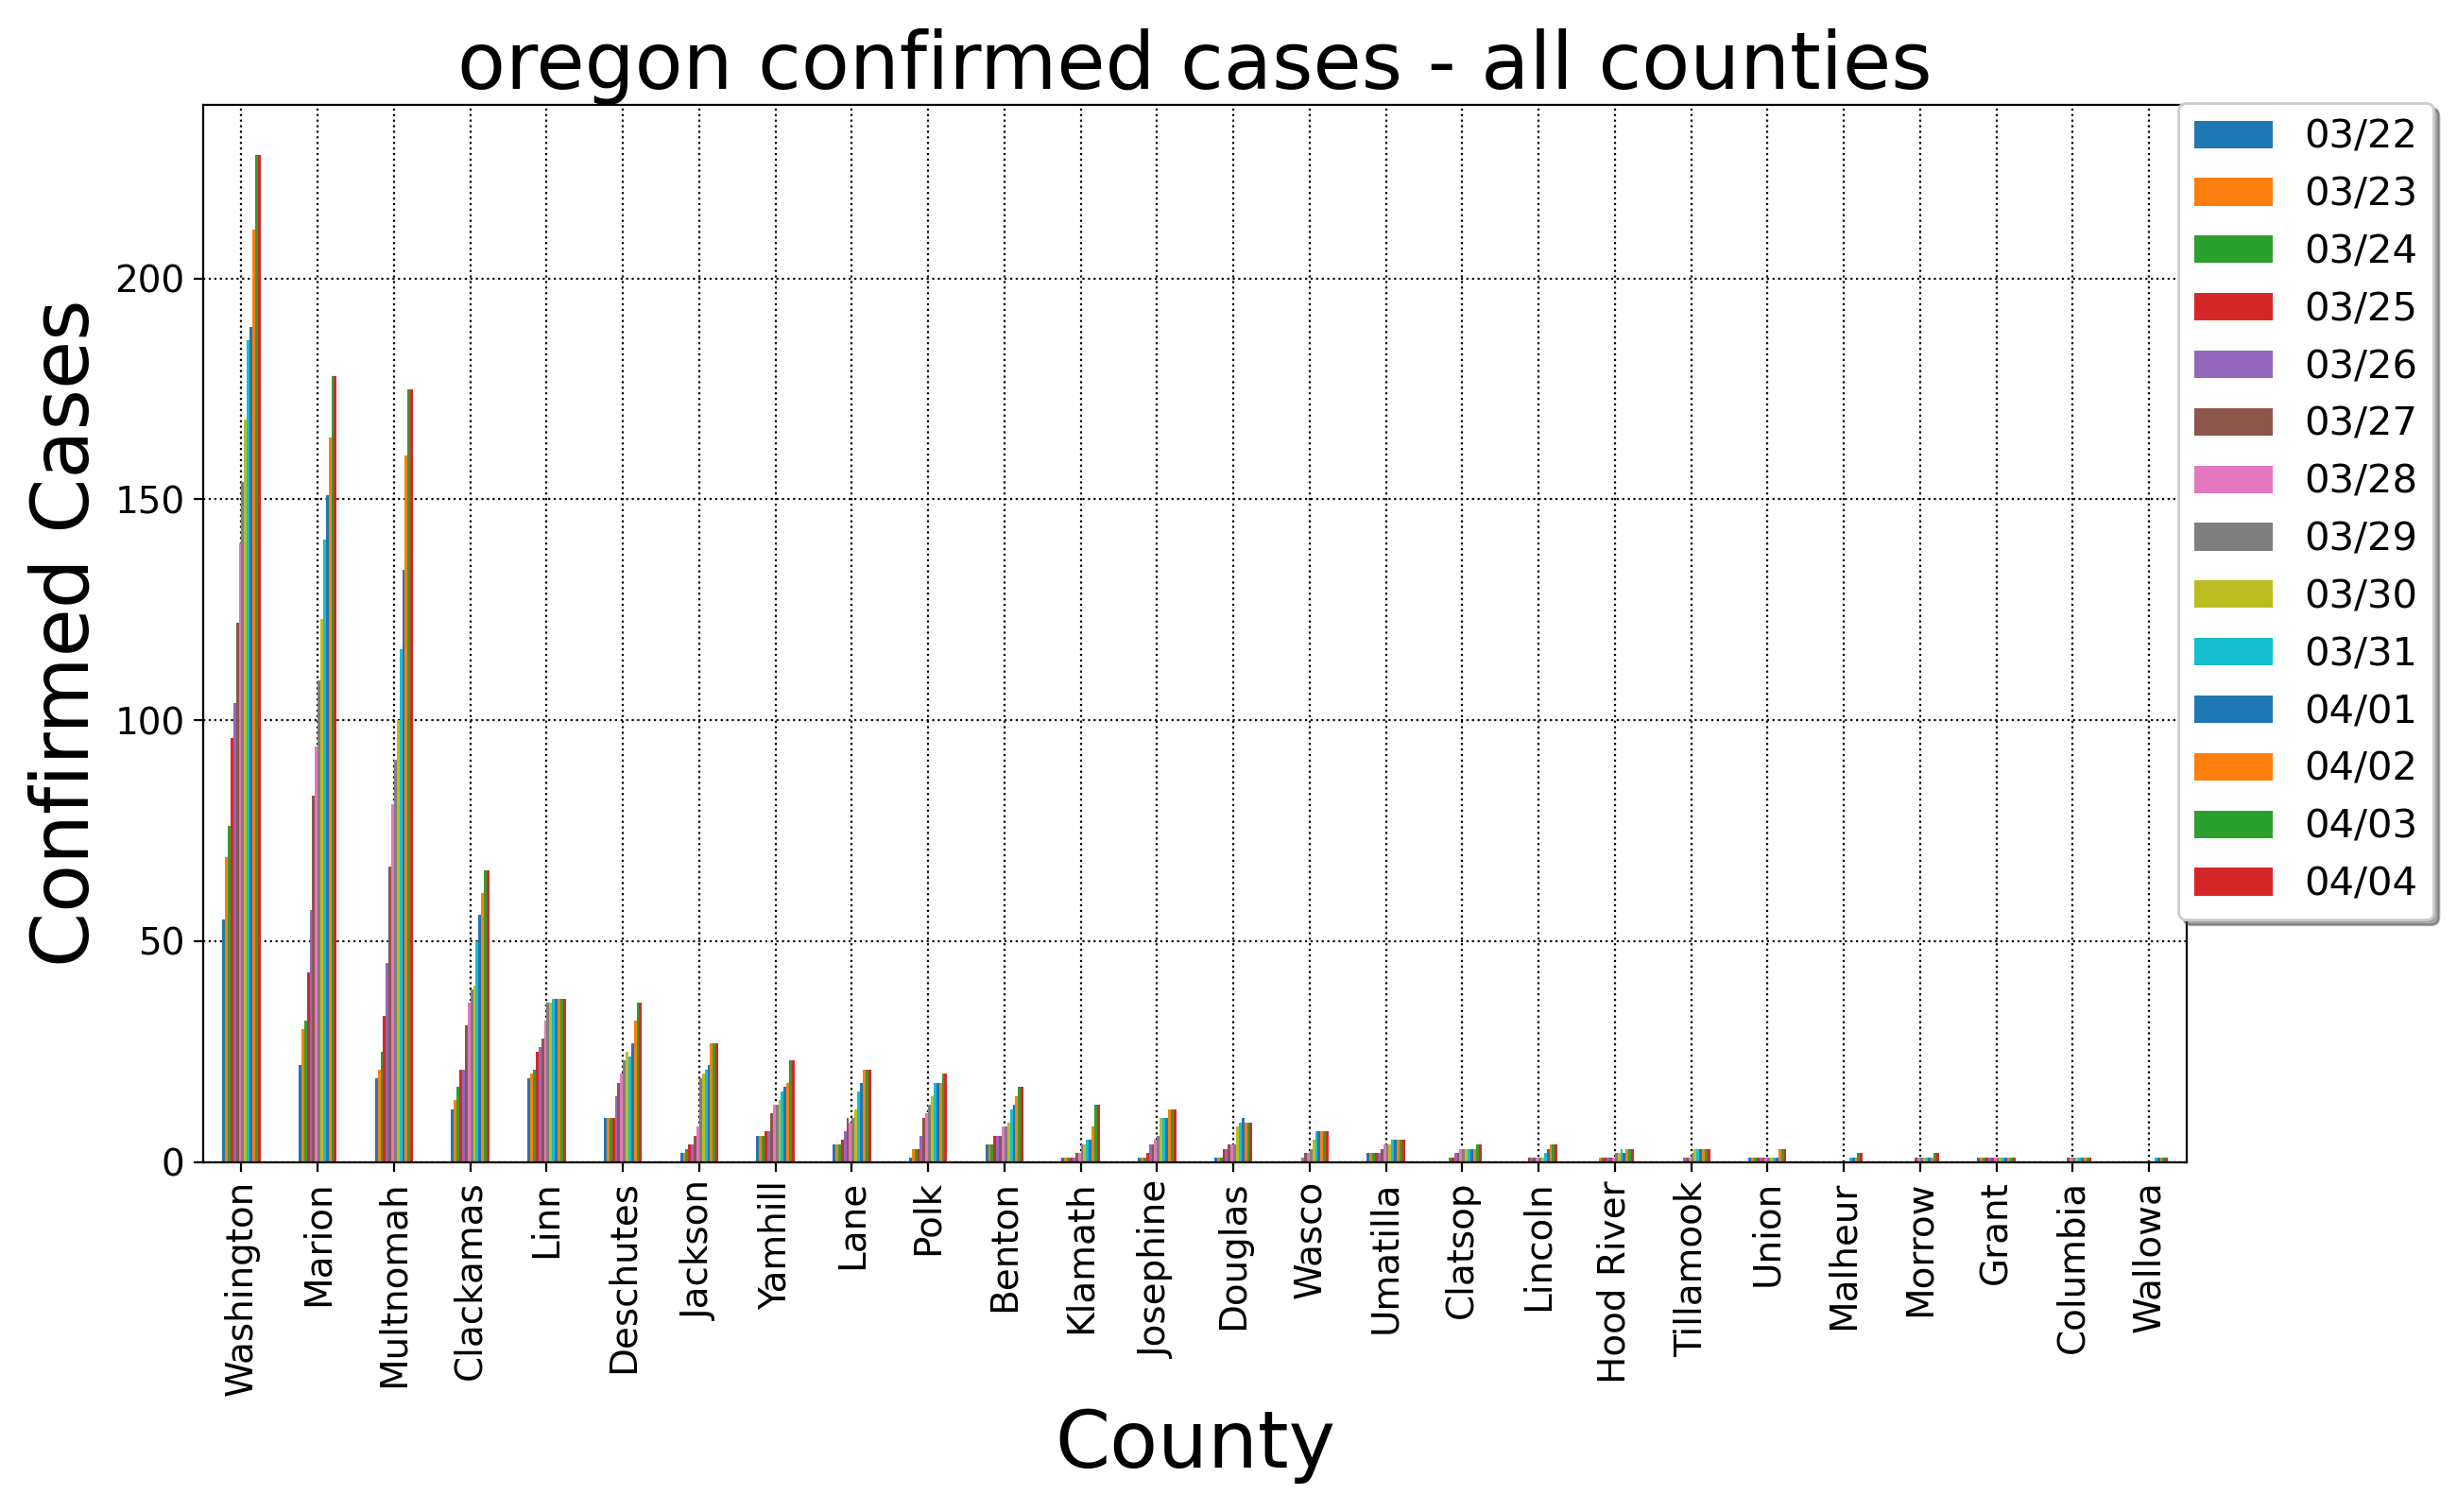 oregon confirmed cases - all counties
Confirmed Cases
200
150
100
50
0
03/22
03/23
03/24
03/25
03/26
03/27
03/28
03/29
03/30
03/31
04/01
04/02
04/03
04/04
Washington
Marion
Multnomah
Clackamas
Linn
Deschutes
Jackson
Yamhill
Lane
Polk
Benton
Klamath
Josephine
Douglas
Wasco
Umatilla
Clatsop
Lincoln
Hood River
Tillamook
Union
Malheur
Morrow
Grant
Columbia
Wallowa
County